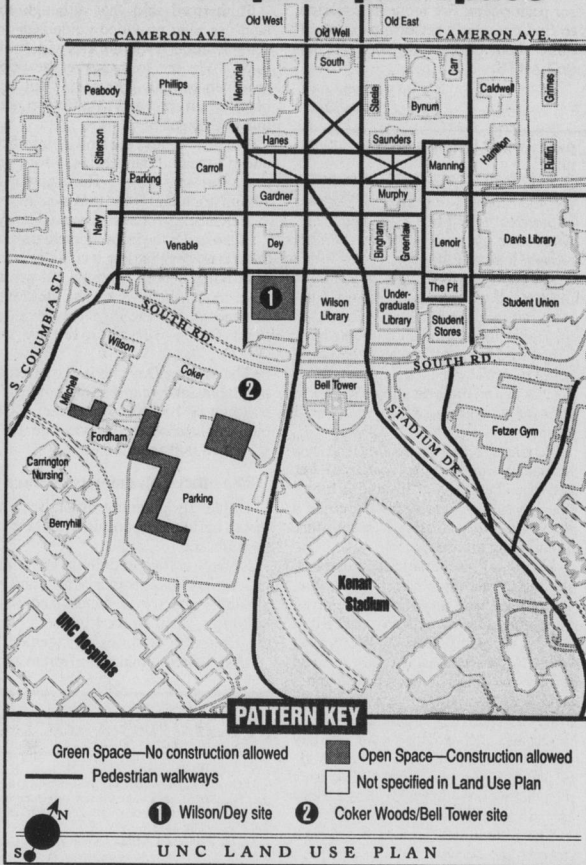 Old West
Old Well
Old East
CAMERON AVE.
CAMERON AVE.
South
Peabody
Phillips
Memorial
Steele
Bynum
Carr
Caldwell
Grimes
Sitterson
Parking
Carroll
Hanes
Saunders
Manning
Hamilton
Ruffin
Gardner
Murphy
Navy
Venable
Dey
Bingham
Greenlaw
Lenoir
Davis Library
The Pit
1
Wilson
Library
Under-
graduate
Library
Student
Stores
Student Union
S. COLUMBIA ST.
SOUTH RD.
SOUTH RD.
Wilson
Coker
2
Bell Tower
Mitchell
Fordham
STADIUM DR.
Fetzer Gym
Carrington
Nursing
Parking
Berryhill
Kenan
Stadium
UNC Hospitals
PATTERN KEY
Green Space—No construction allowed
Open Space—Construction allowed
Pedestrian walkways
Not specified in Land Use Plan
1 Wilson/Dey site
2 Coker Woods/Bell Tower site
N
S
UNC LAND USE PLAN